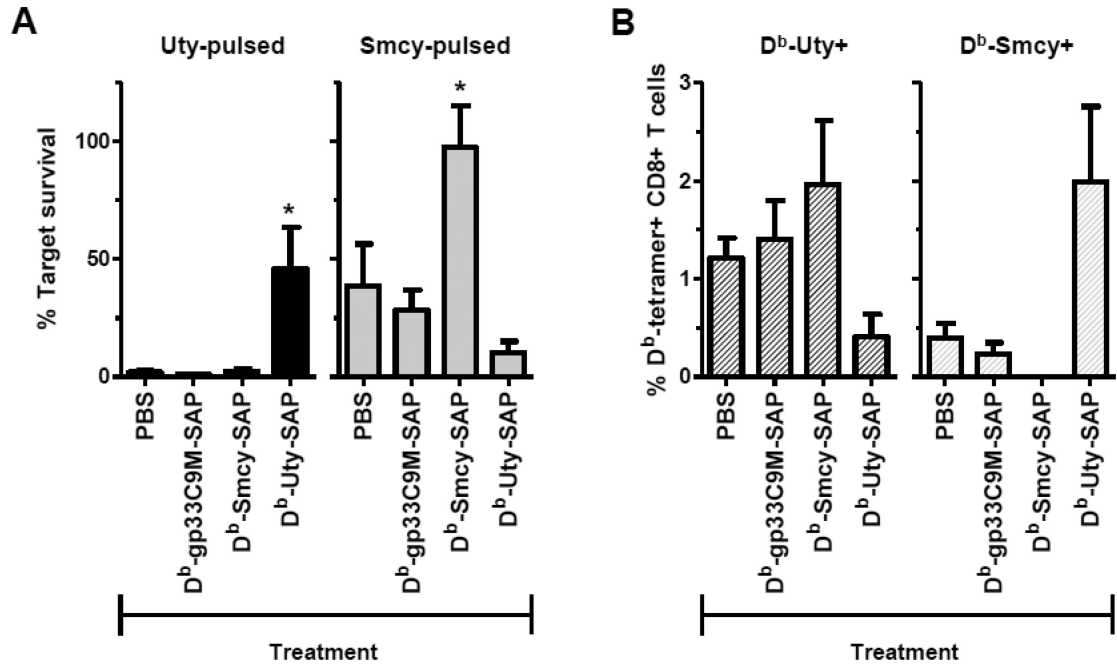 A
Uty-pulsed
Smcy-pulsed
% Target survival
100
50
0
*
*
PBS
Dᵇ-gp33C9M-SAP
Dᵇ-Smcy-SAP
Dᵇ-Uty-SAP
PBS
Dᵇ-gp33C9M-SAP
Dᵇ-Smcy-SAP
Dᵇ-Uty-SAP
Treatment
B
Dᵇ-Uty+
Dᵇ-Smcy+
% Dᵇ-tetramer+ CD8+ T cells
3
2
1
0
PBS
Dᵇ-gp33C9M-SAP
Dᵇ-Smcy-SAP
Dᵇ-Uty-SAP
PBS
Dᵇ-gp33C9M-SAP
Dᵇ-Smcy-SAP
Dᵇ-Uty-SAP
Treatment